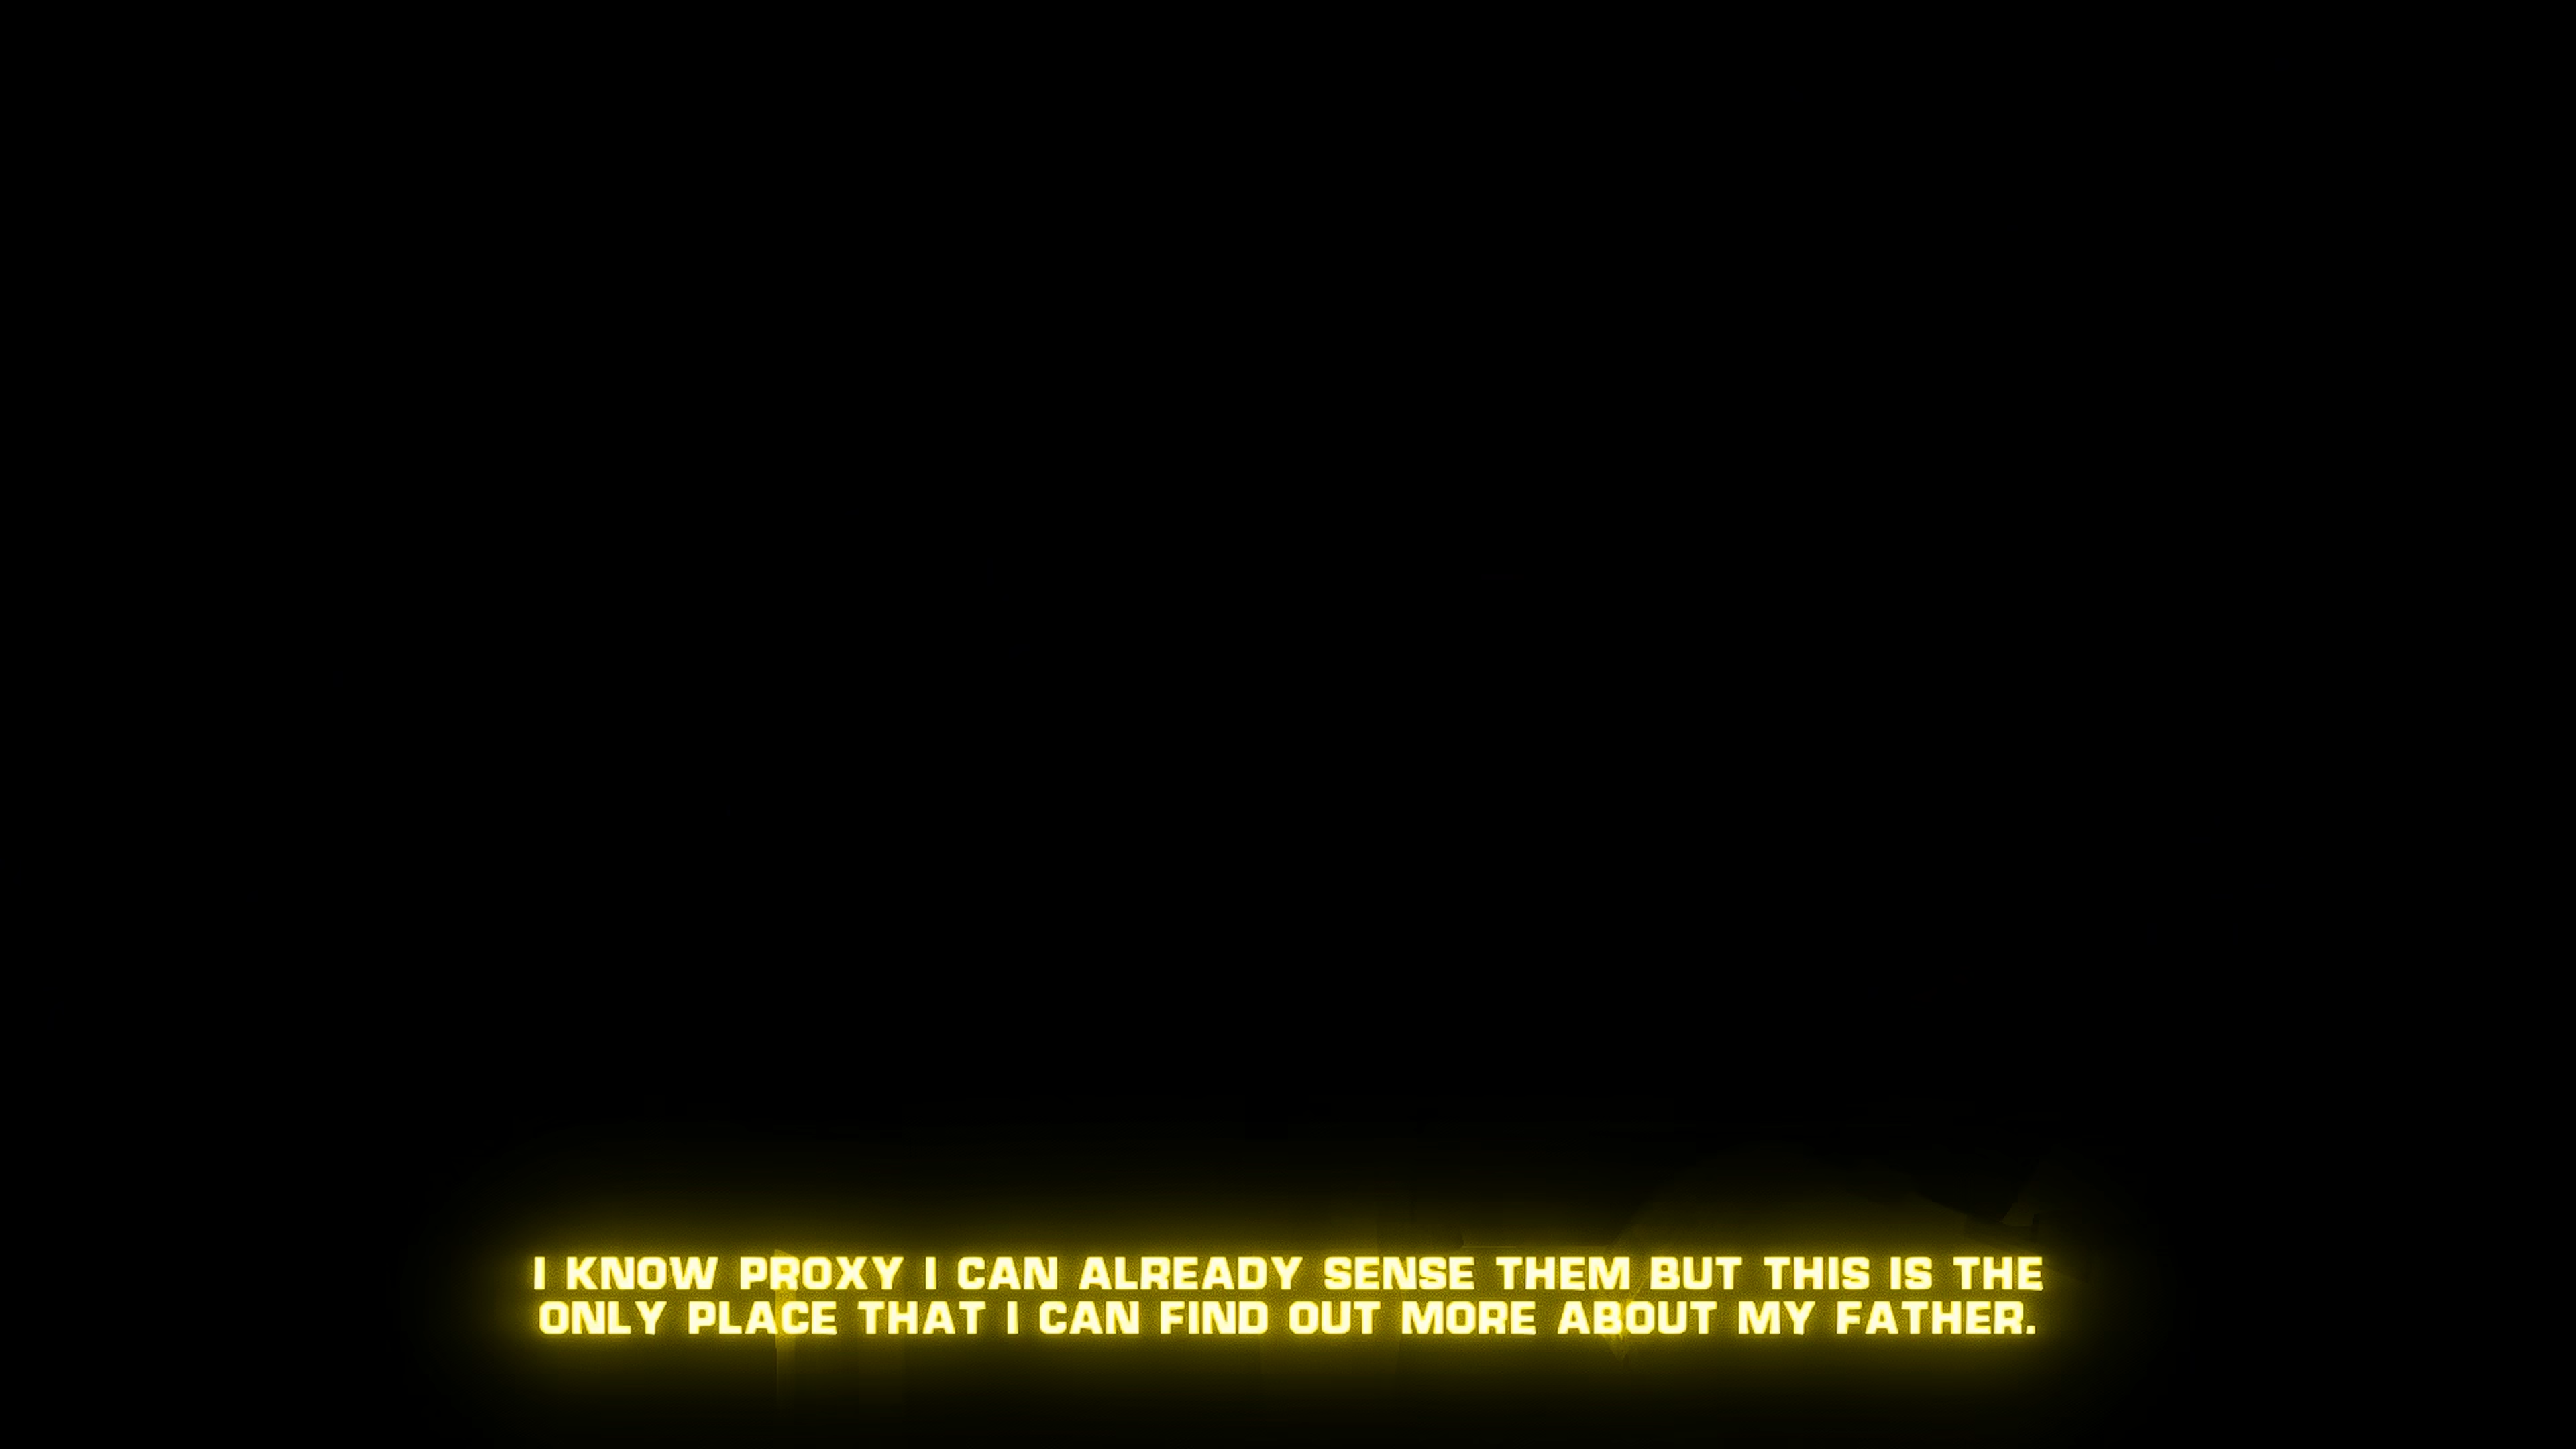 I KNOW PROXY I CAN ALREADY SENSE THEM BUT THIS IS THE
ONLY PLACE THAT I CAN FIND OUT MORE ABOUT MY FATHER.